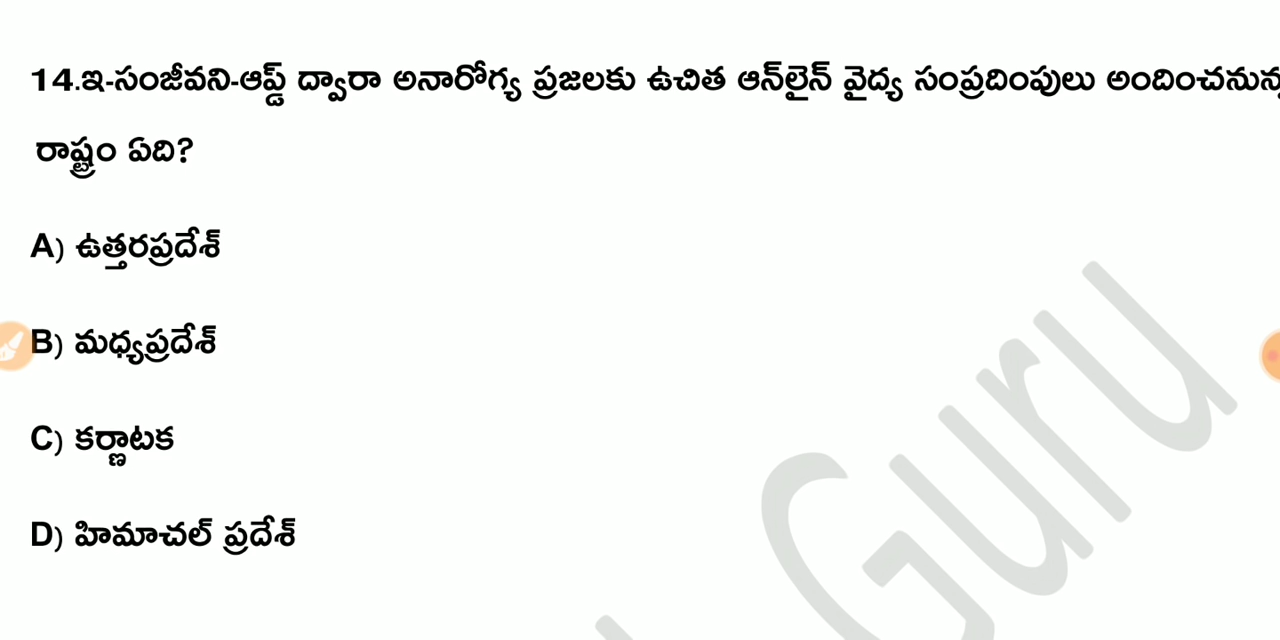 14.ఇ-సంజీవని-ఆప్డ్ ద్వారా అనారోగ్య ప్రజలకు ఉచిత ఆన్‌లైన్ వైద్య సంప్రదింపులు
రాష్ట్రం ఏది?
A) ఉత్తరప్రదేశ్
B) మధ్యప్రదేశ్
C) కర్ణాటక
D) హిమాచల్ ప్రదేశ్
Guru